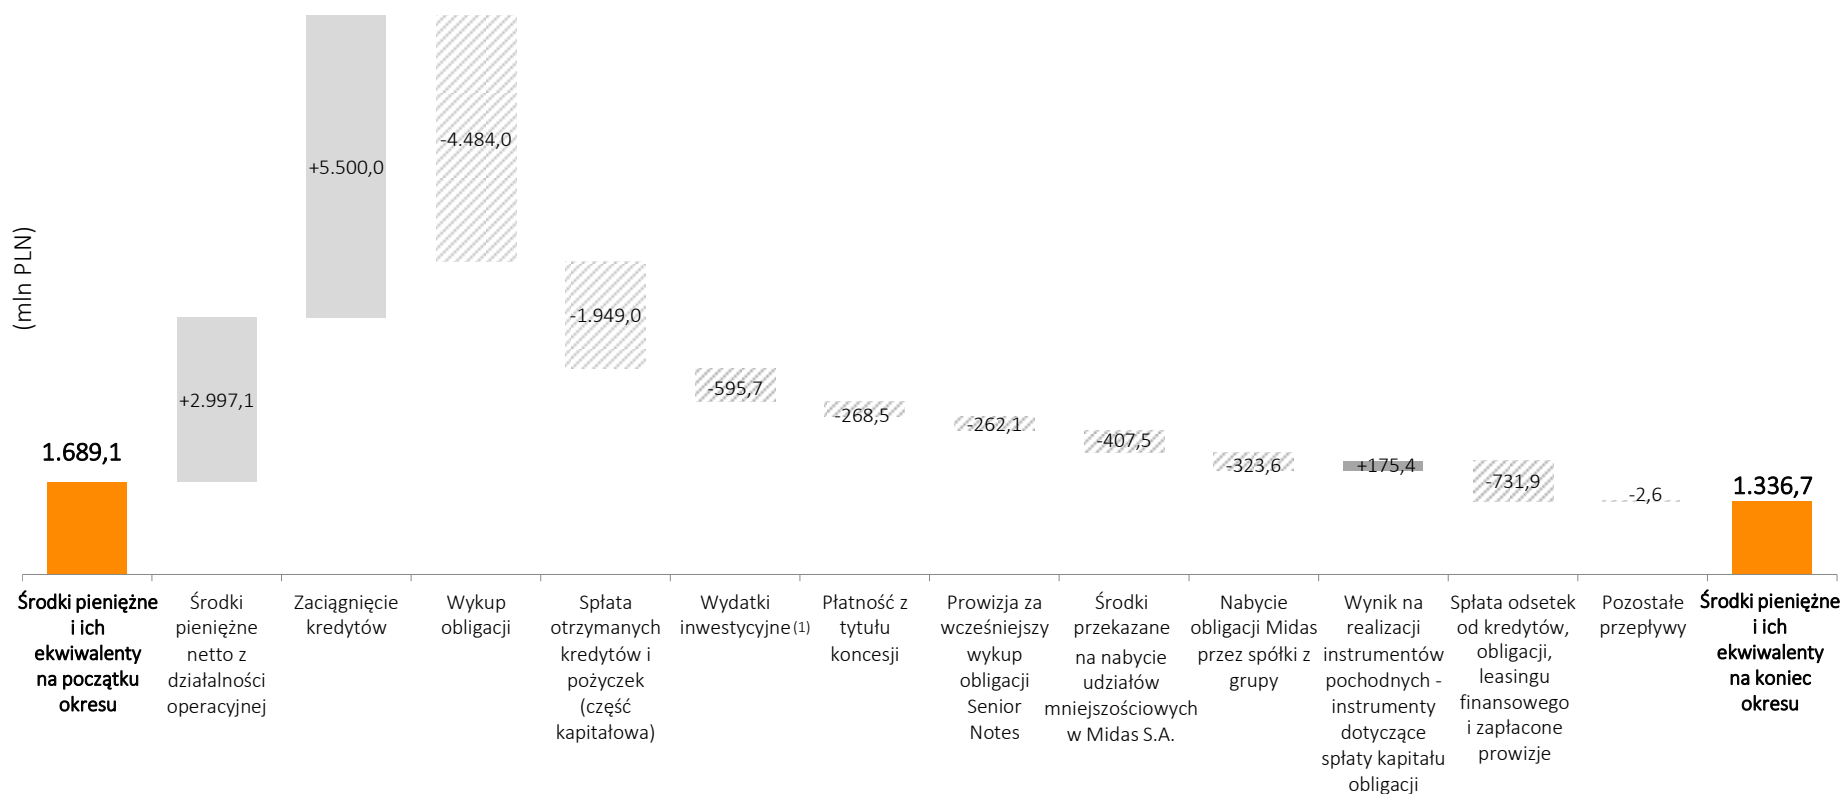 (mln PLN)
1.689,1
+2.997,1
+5.500,0
-4.484,0
-1.949,0
-595,7
-268,5
-262,1
-407,5
-323,6
+175,4
-731,9
-2,6
1.336,7
Środki pieniężne
i ich
ekwiwalenty
na początku
okresu
Środki
pieniężne
netto z
działalności
operacyjnej
Zaciągnięcie
kredytów
Wykup
obligacji
Spłata
otrzymanych
kredytów i
pożyczek
(część
kapitałowa)
Wydatki
inwestycyjne (1)
Płatność z
tytułu
koncesji
Prowizja za
wcześniejszy
wykup
obligacji
Senior
Notes
Środki
przekazane
na nabycie
udziałów
mniejszościowych
w Midas S.A.
Nabycie
obligacji Midas
przez spółki z
grupy
Wynik na
realizacji
instrumentów
pochodnych -
instrumenty
dotyczące
spłaty kapitału
obligacji
Spłata odsetek
od kredytów,
obligacji,
leasingu
finansowego
i zapłacone
prowizje
Pozostałe
przepływy
Środki pieniężne
i ich
ekwiwalenty
na koniec
okresu